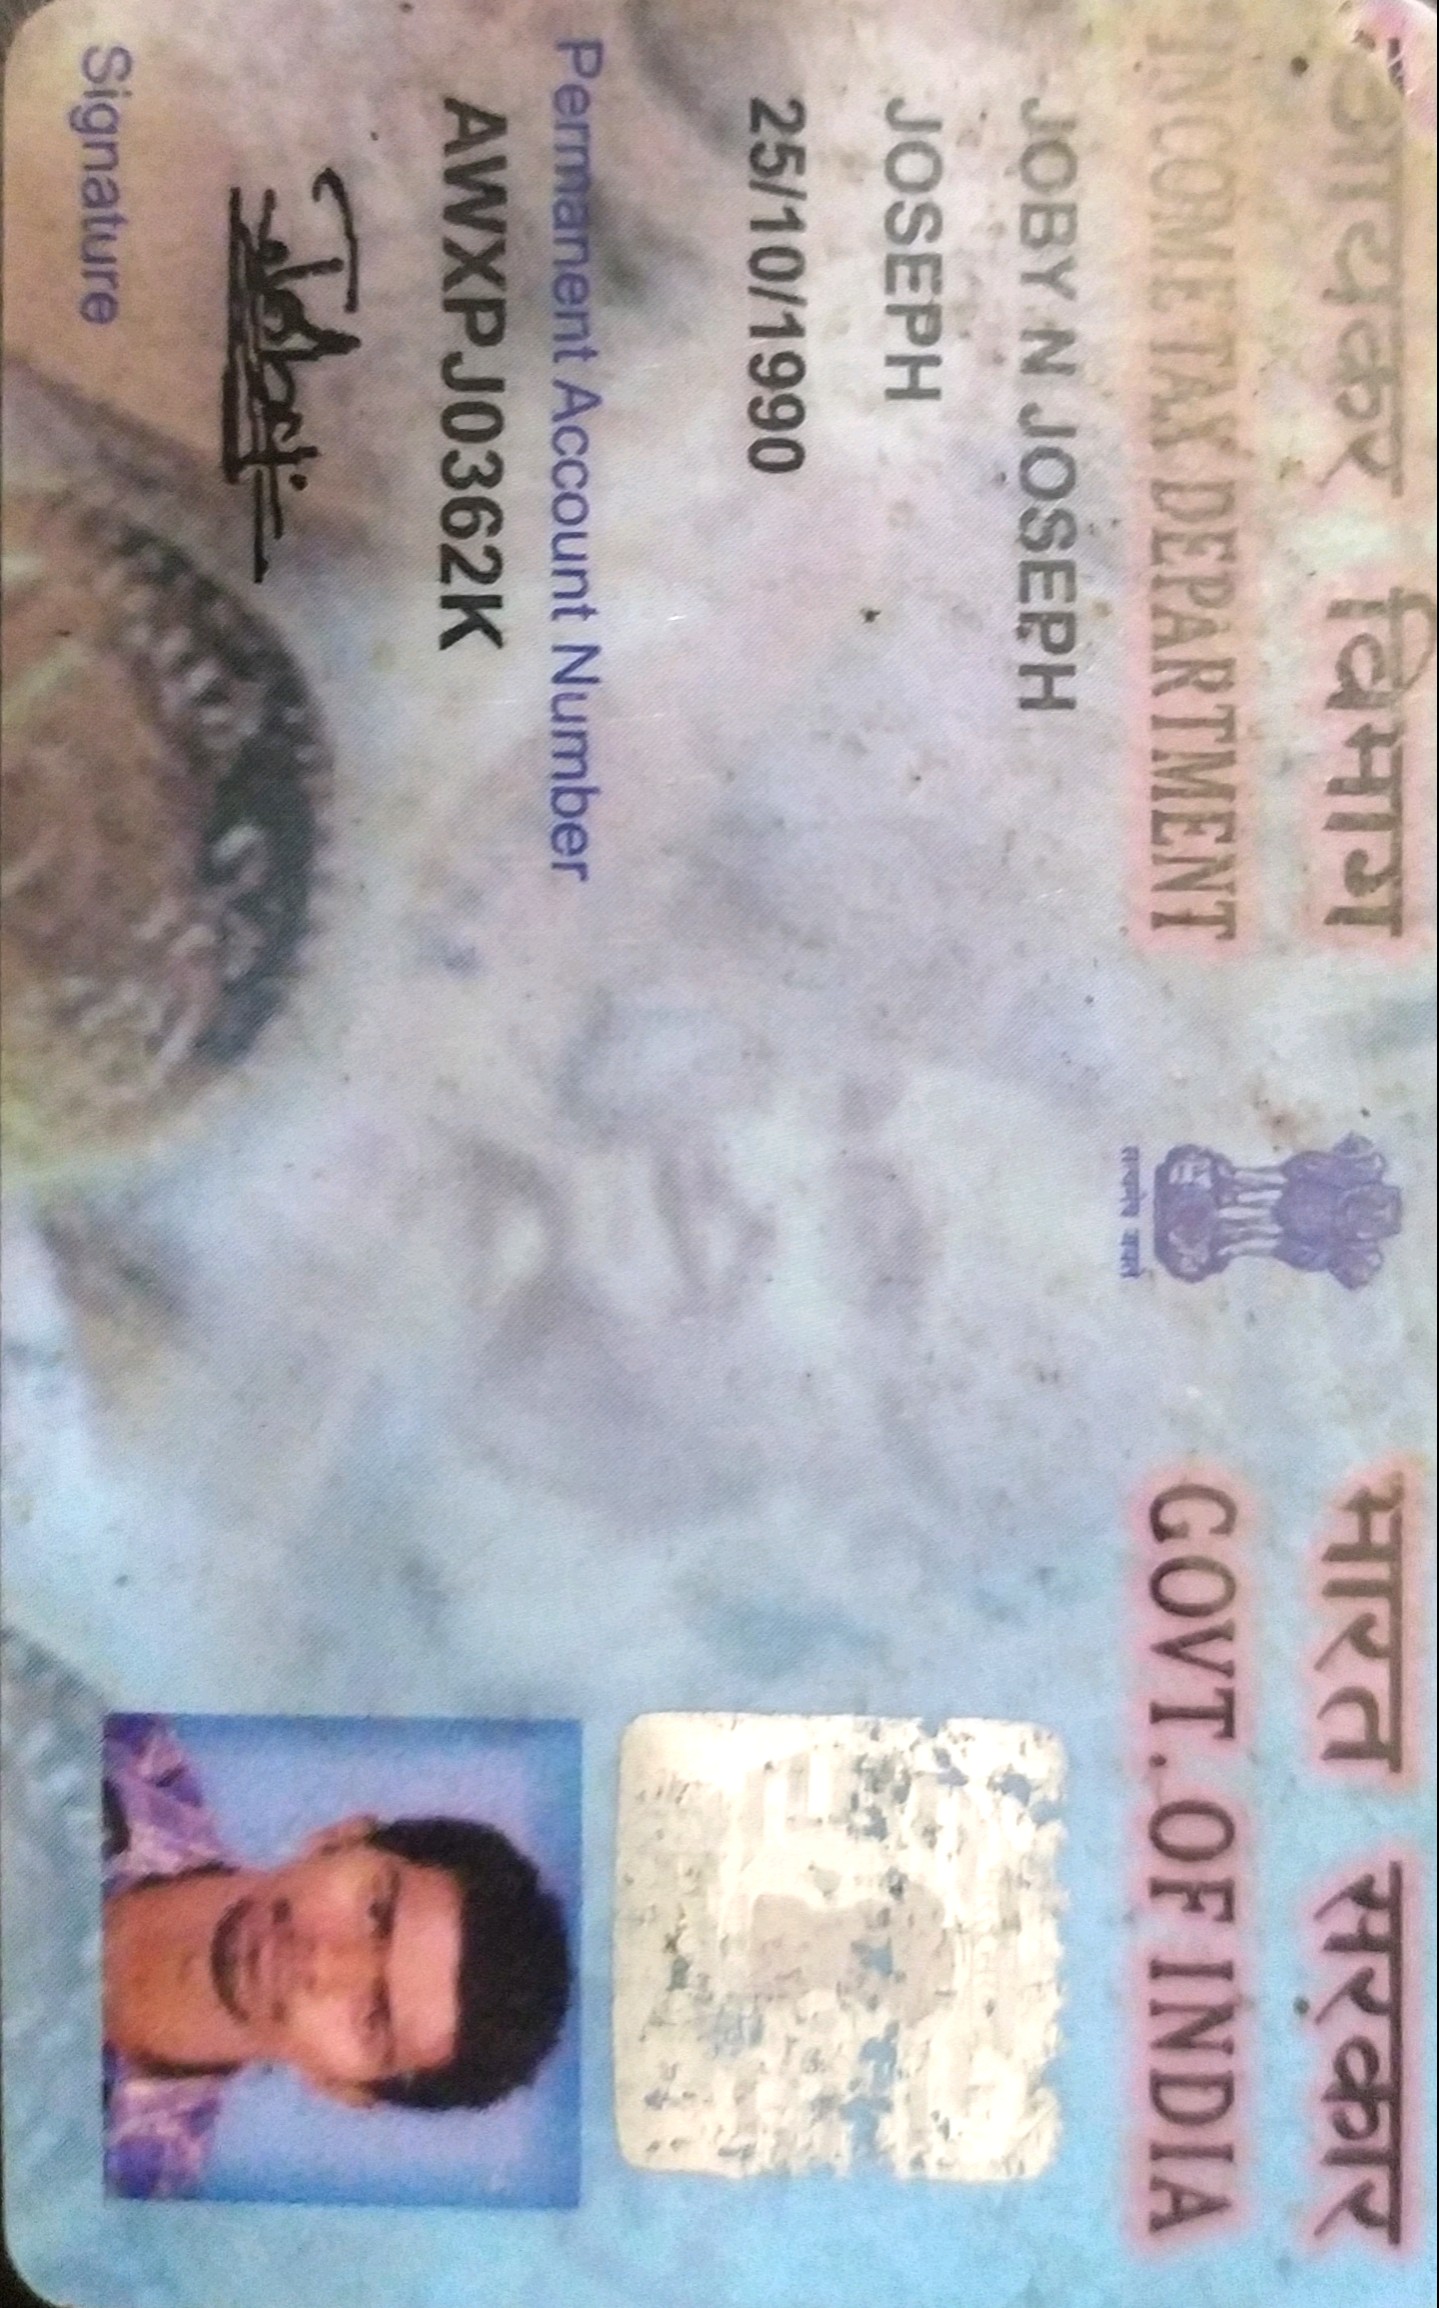 आयकर विभाग
भारत सरकार
INCOME TAX DEPARTMENT
GOVT. OF INDIA
सत्यमेव जयते
JOBY N JOSEPH
JOSEPH
25/10/1990
Permanent Account Number
AWXPJ0362K
Joby
Signature